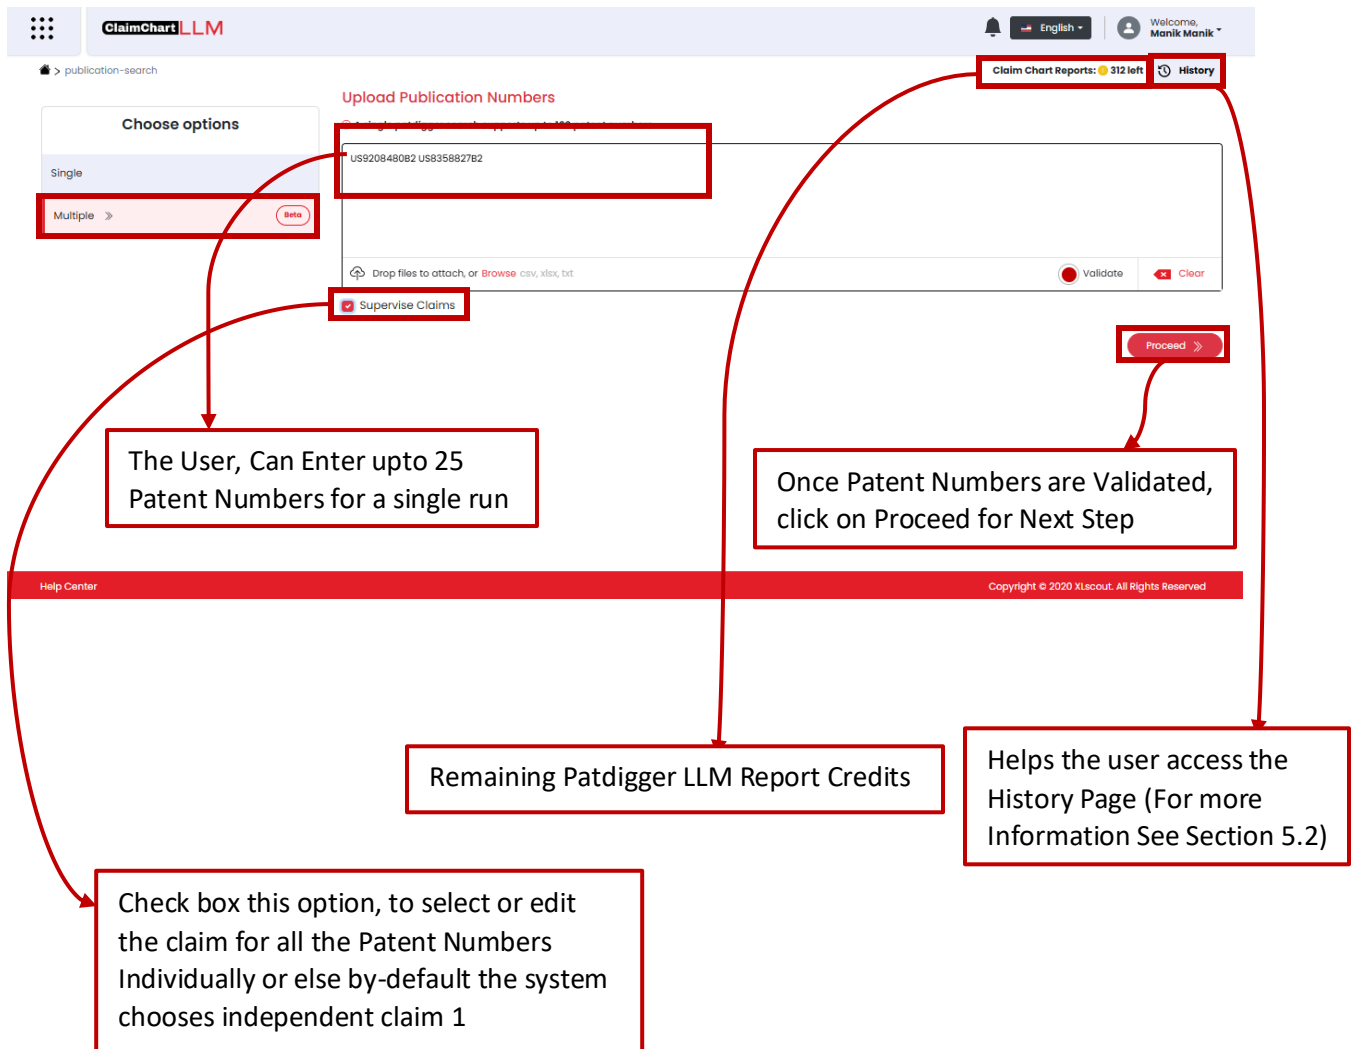 ClaimChart LLM
English
Welcome,
Manik Manik
> publication-search
Claim Chart Reports: 312 left
History
Choose options
Single
Multiple
Beta
Upload Publication Numbers
US9208480B2 US8358827B2
Drop files to attach, or Browse csv, xlsx, txt
Validate
Clear
Supervise Claims
Proceed
The User, Can Enter upto 25
Patent Numbers for a single run
Once Patent Numbers are Validated,
click on Proceed for Next Step
Help Center
Copyright © 2020 XLscout. All Rights Reserved
Remaining Patdigger LLM Report Credits
Helps the user access the
History Page (For more
Information See Section 5.2)
Check box this option, to select or edit
the claim for all the Patent Numbers
Individually or else by-default the system
chooses independent claim 1